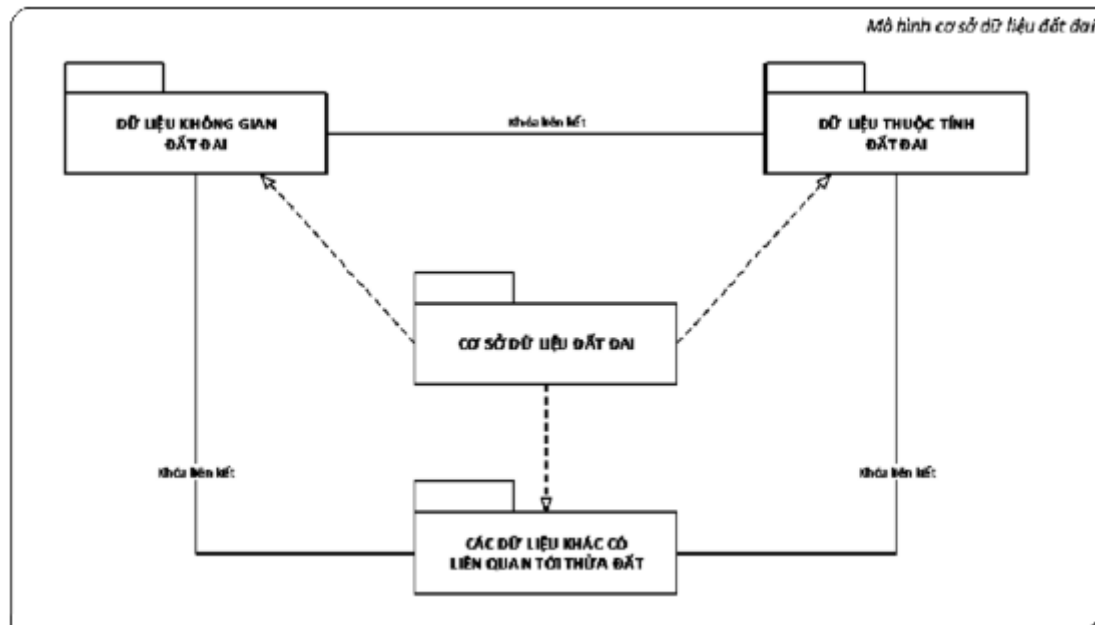 Mô hình cơ sở dữ liệu đất đai
DỮ LIỆU KHÔNG GIAN
ĐẤT ĐAI
Khóa liên kết
DỮ LIỆU THUỘC TÍNH
ĐẤT ĐAI
CƠ SỞ DỮ LIỆU ĐẤT ĐAI
Khóa liên kết
Khóa liên kết
CÁC DỮ LIỆU KHÁC CÓ
LIÊN QUAN TỚI THỬA ĐẤT